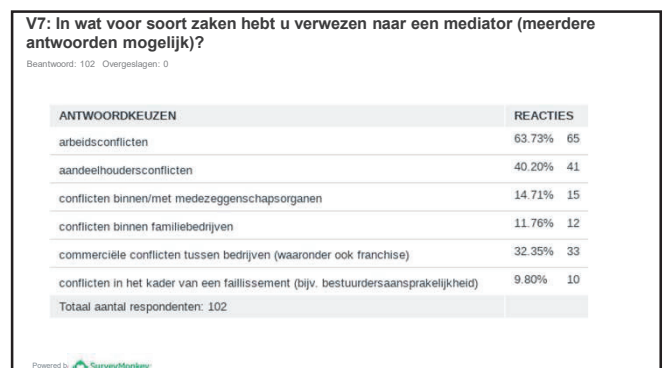 V7: In wat voor soort zaken hebt u verwezen naar een mediator (meerdere
antwoorden mogelijk)?
Beantwoord: 102 Overgeslagen: 0
ANTWOORDKEUZEN REACTIES
arbeidsconflicten 63.73% 65
aandeelhoudersconflicten 40.20% 41
conflicten binnen/met medezeggenschapsorganen 14.71% 15
conflicten binnen familiebedrijven 11.76% 12
commerciële conflicten tussen bedrijven (waaronder ook franchise) 32.35% 33
conflicten in het kader van een faillissement (bijv. bestuurdersaansprakelijkheid) 9.80% 10
Totaal aantal respondenten: 102
Powered by SurveyMonkey